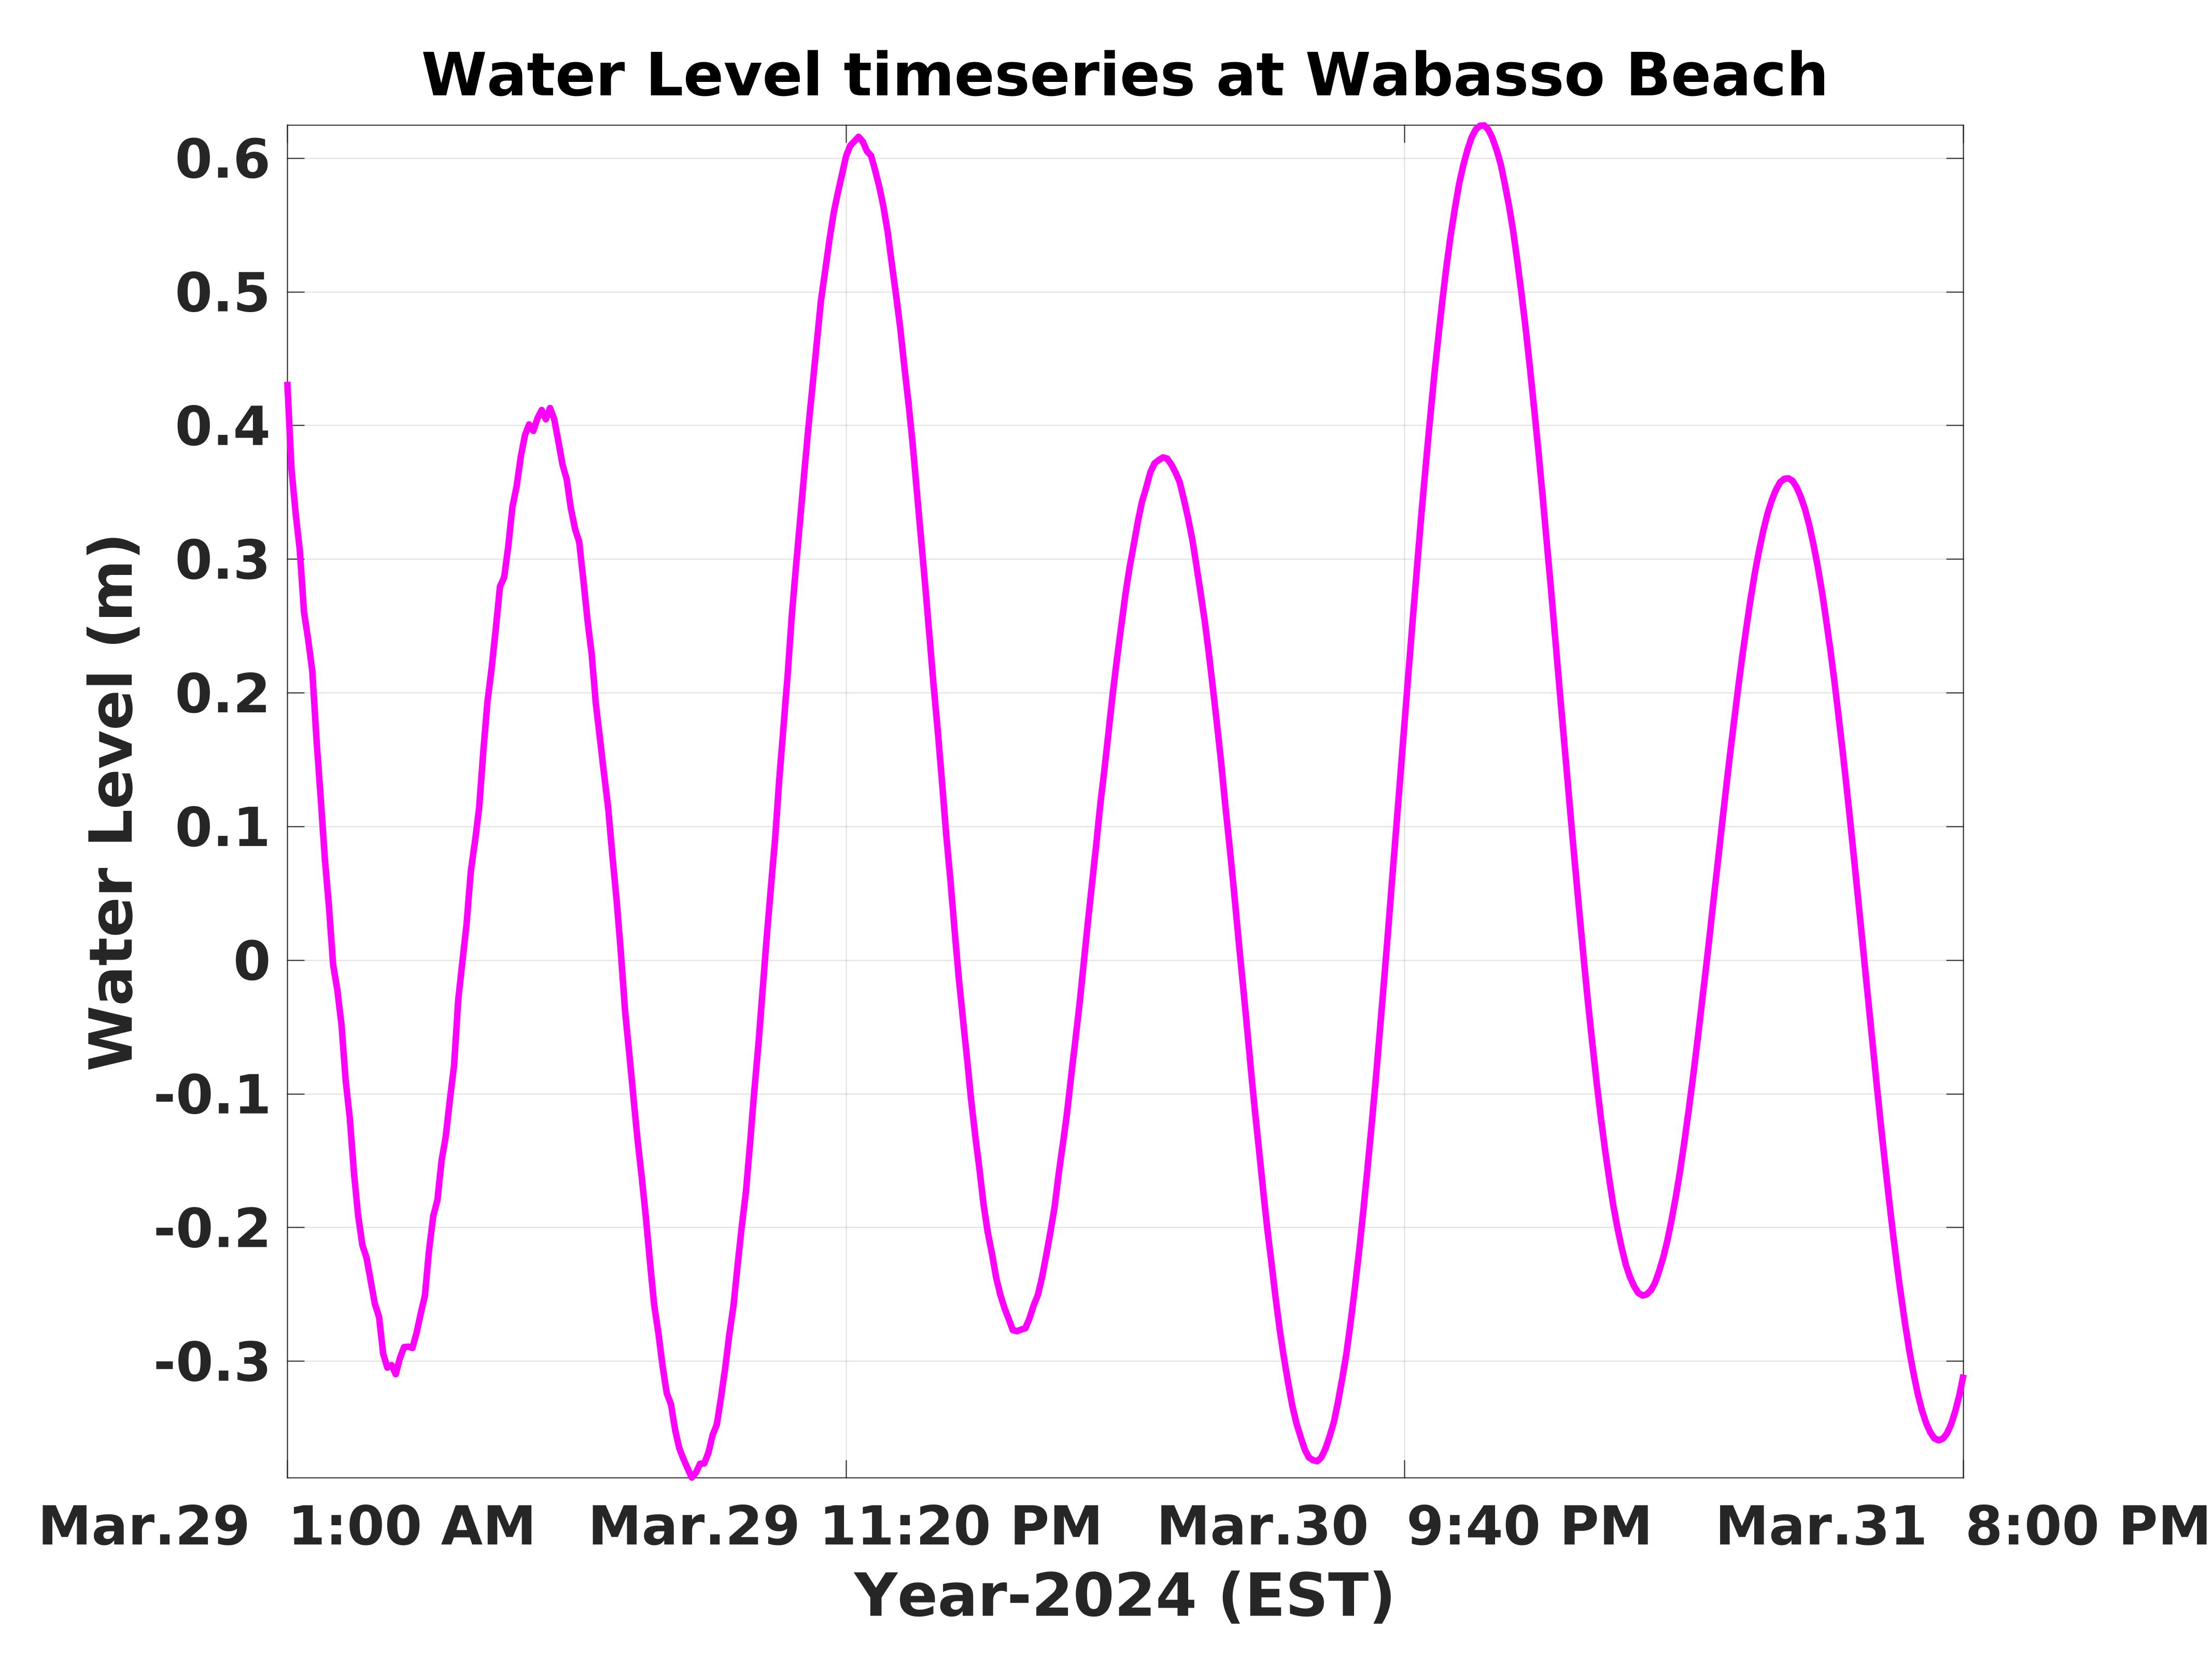 Water Level timeseries at Wabasso Beach
0.6
0.5
0.4
0.3
0.2
0.1
0
-0.1
-0.2
-0.3
Water Level (m)
Mar.29 1:00 AM Mar.29 11:20 PM Mar.30 9:40 PM Mar.31 8:00 PM
Year-2024 (EST)